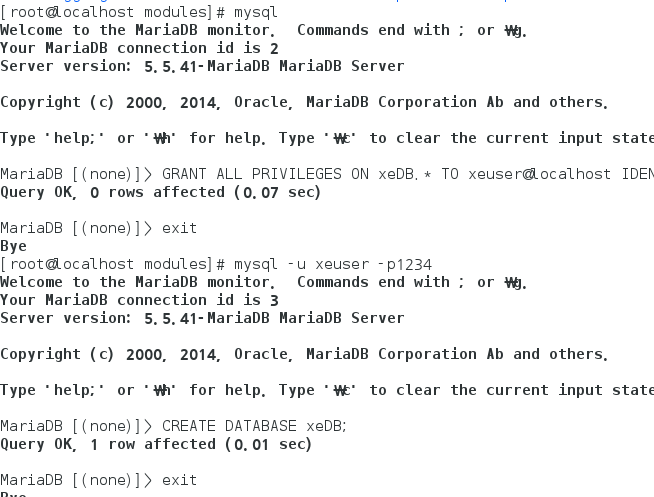 [root@localhost modules]# mysql
Welcome to the MariaDB monitor.  Commands end with ; or ₩g.
Your MariaDB connection id is 2
Server version: 5.5.41-MariaDB MariaDB Server
Copyright (c) 2000, 2014, Oracle, MariaDB Corporation Ab and others.
Type 'help;' or '₩h' for help. Type '₩c' to clear the current input state
MariaDB [(none)]> GRANT ALL PRIVILEGES ON xeDB.* TO xeuser@localhost IDEN
Query OK, 0 rows affected (0.07 sec)
MariaDB [(none)]> exit
Bye
[root@localhost modules]# mysql -u xeuser -p1234
Welcome to the MariaDB monitor.  Commands end with ; or ₩g.
Your MariaDB connection id is 3
Server version: 5.5.41-MariaDB MariaDB Server
Copyright (c) 2000, 2014, Oracle, MariaDB Corporation Ab and others.
Type 'help;' or '₩h' for help. Type '₩c' to clear the current input state
MariaDB [(none)]> CREATE DATABASE xeDB;
Query OK, 1 row affected (0.01 sec)
MariaDB [(none)]> exit
Bye